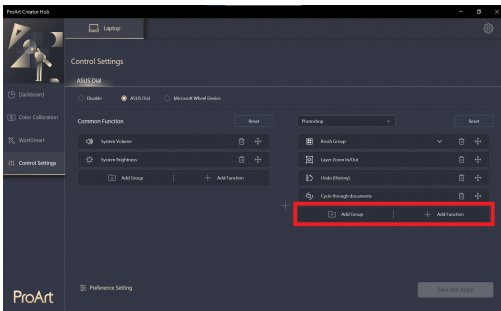 ProArt Creator Hub
Laptop
Control Settings
ASUS Dial
Dashboard
Disable ASUS Dial Microsoft Wheel Device
Color Calibration
Common Function Reset Photoshop Reset
WorkSmart
System Volume Brush Group
Control Settings
System Brightness Layer Zoom In/Out
Add Group Add Function Undo (History)
Cycle through documents
Add Group Add Function
Preference Setting Save and Apply
ProArt